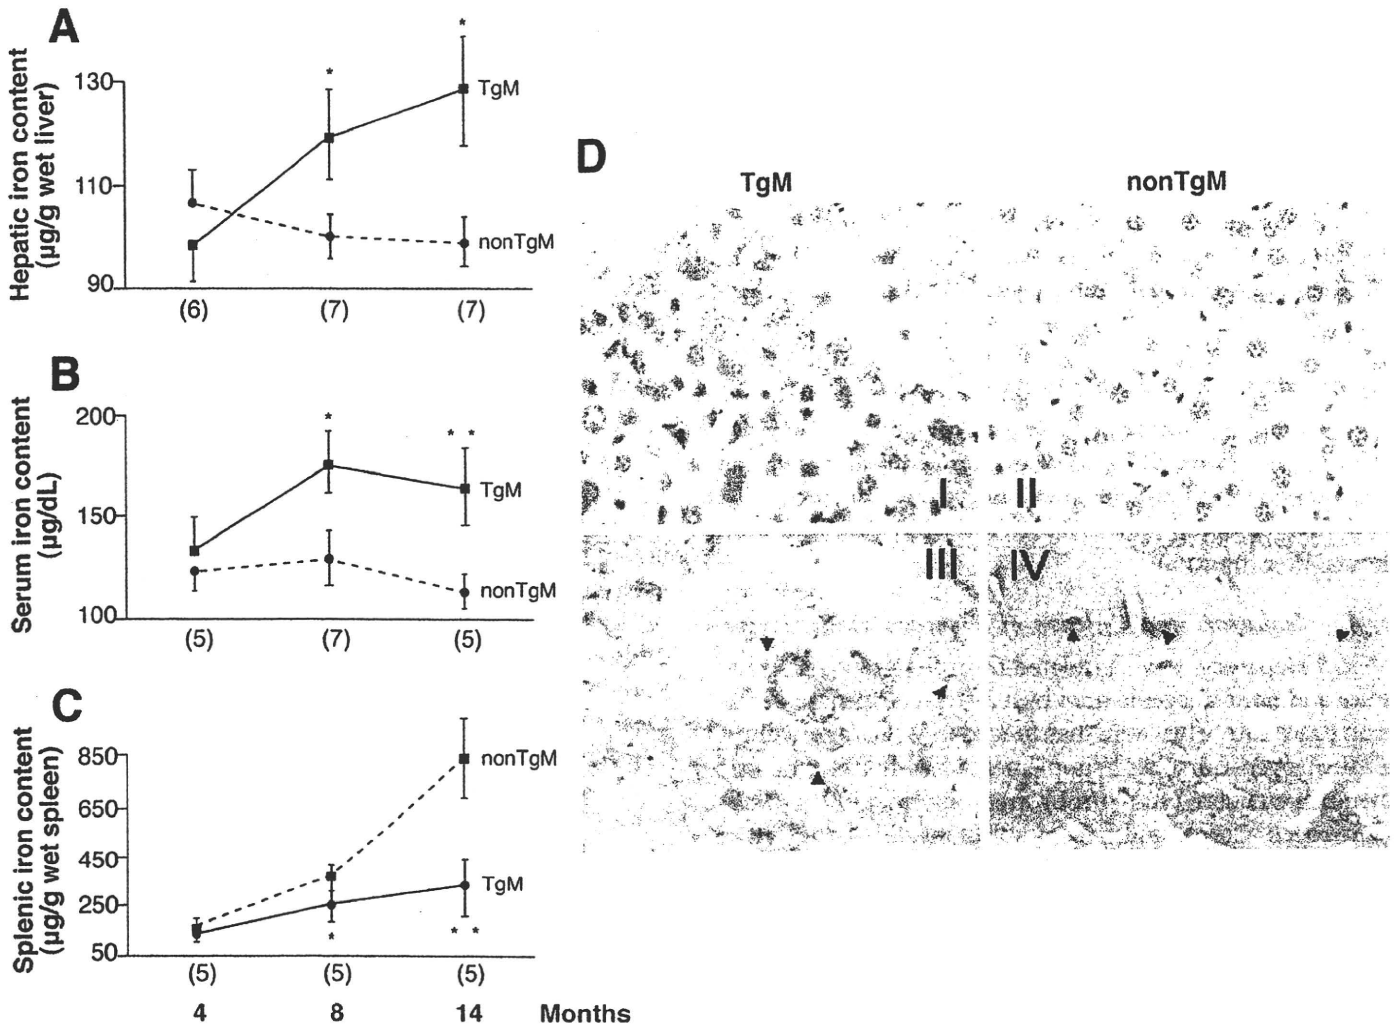 A
Hepatic iron content
(µg/g wet liver)
130
110
90
*
*
TgM
nonTgM
(6) (7) (7)
B
Serum iron content
(µg/dL)
200
150
100
*
* *
TgM
nonTgM
(5) (7) (5)
C
Splenic iron content
(µg/g wet spleen)
850
650
450
250
50
nonTgM
TgM
*
* *
(5) (5) (5)
4 8 14 Months
D
TgM nonTgM
I II
III IV